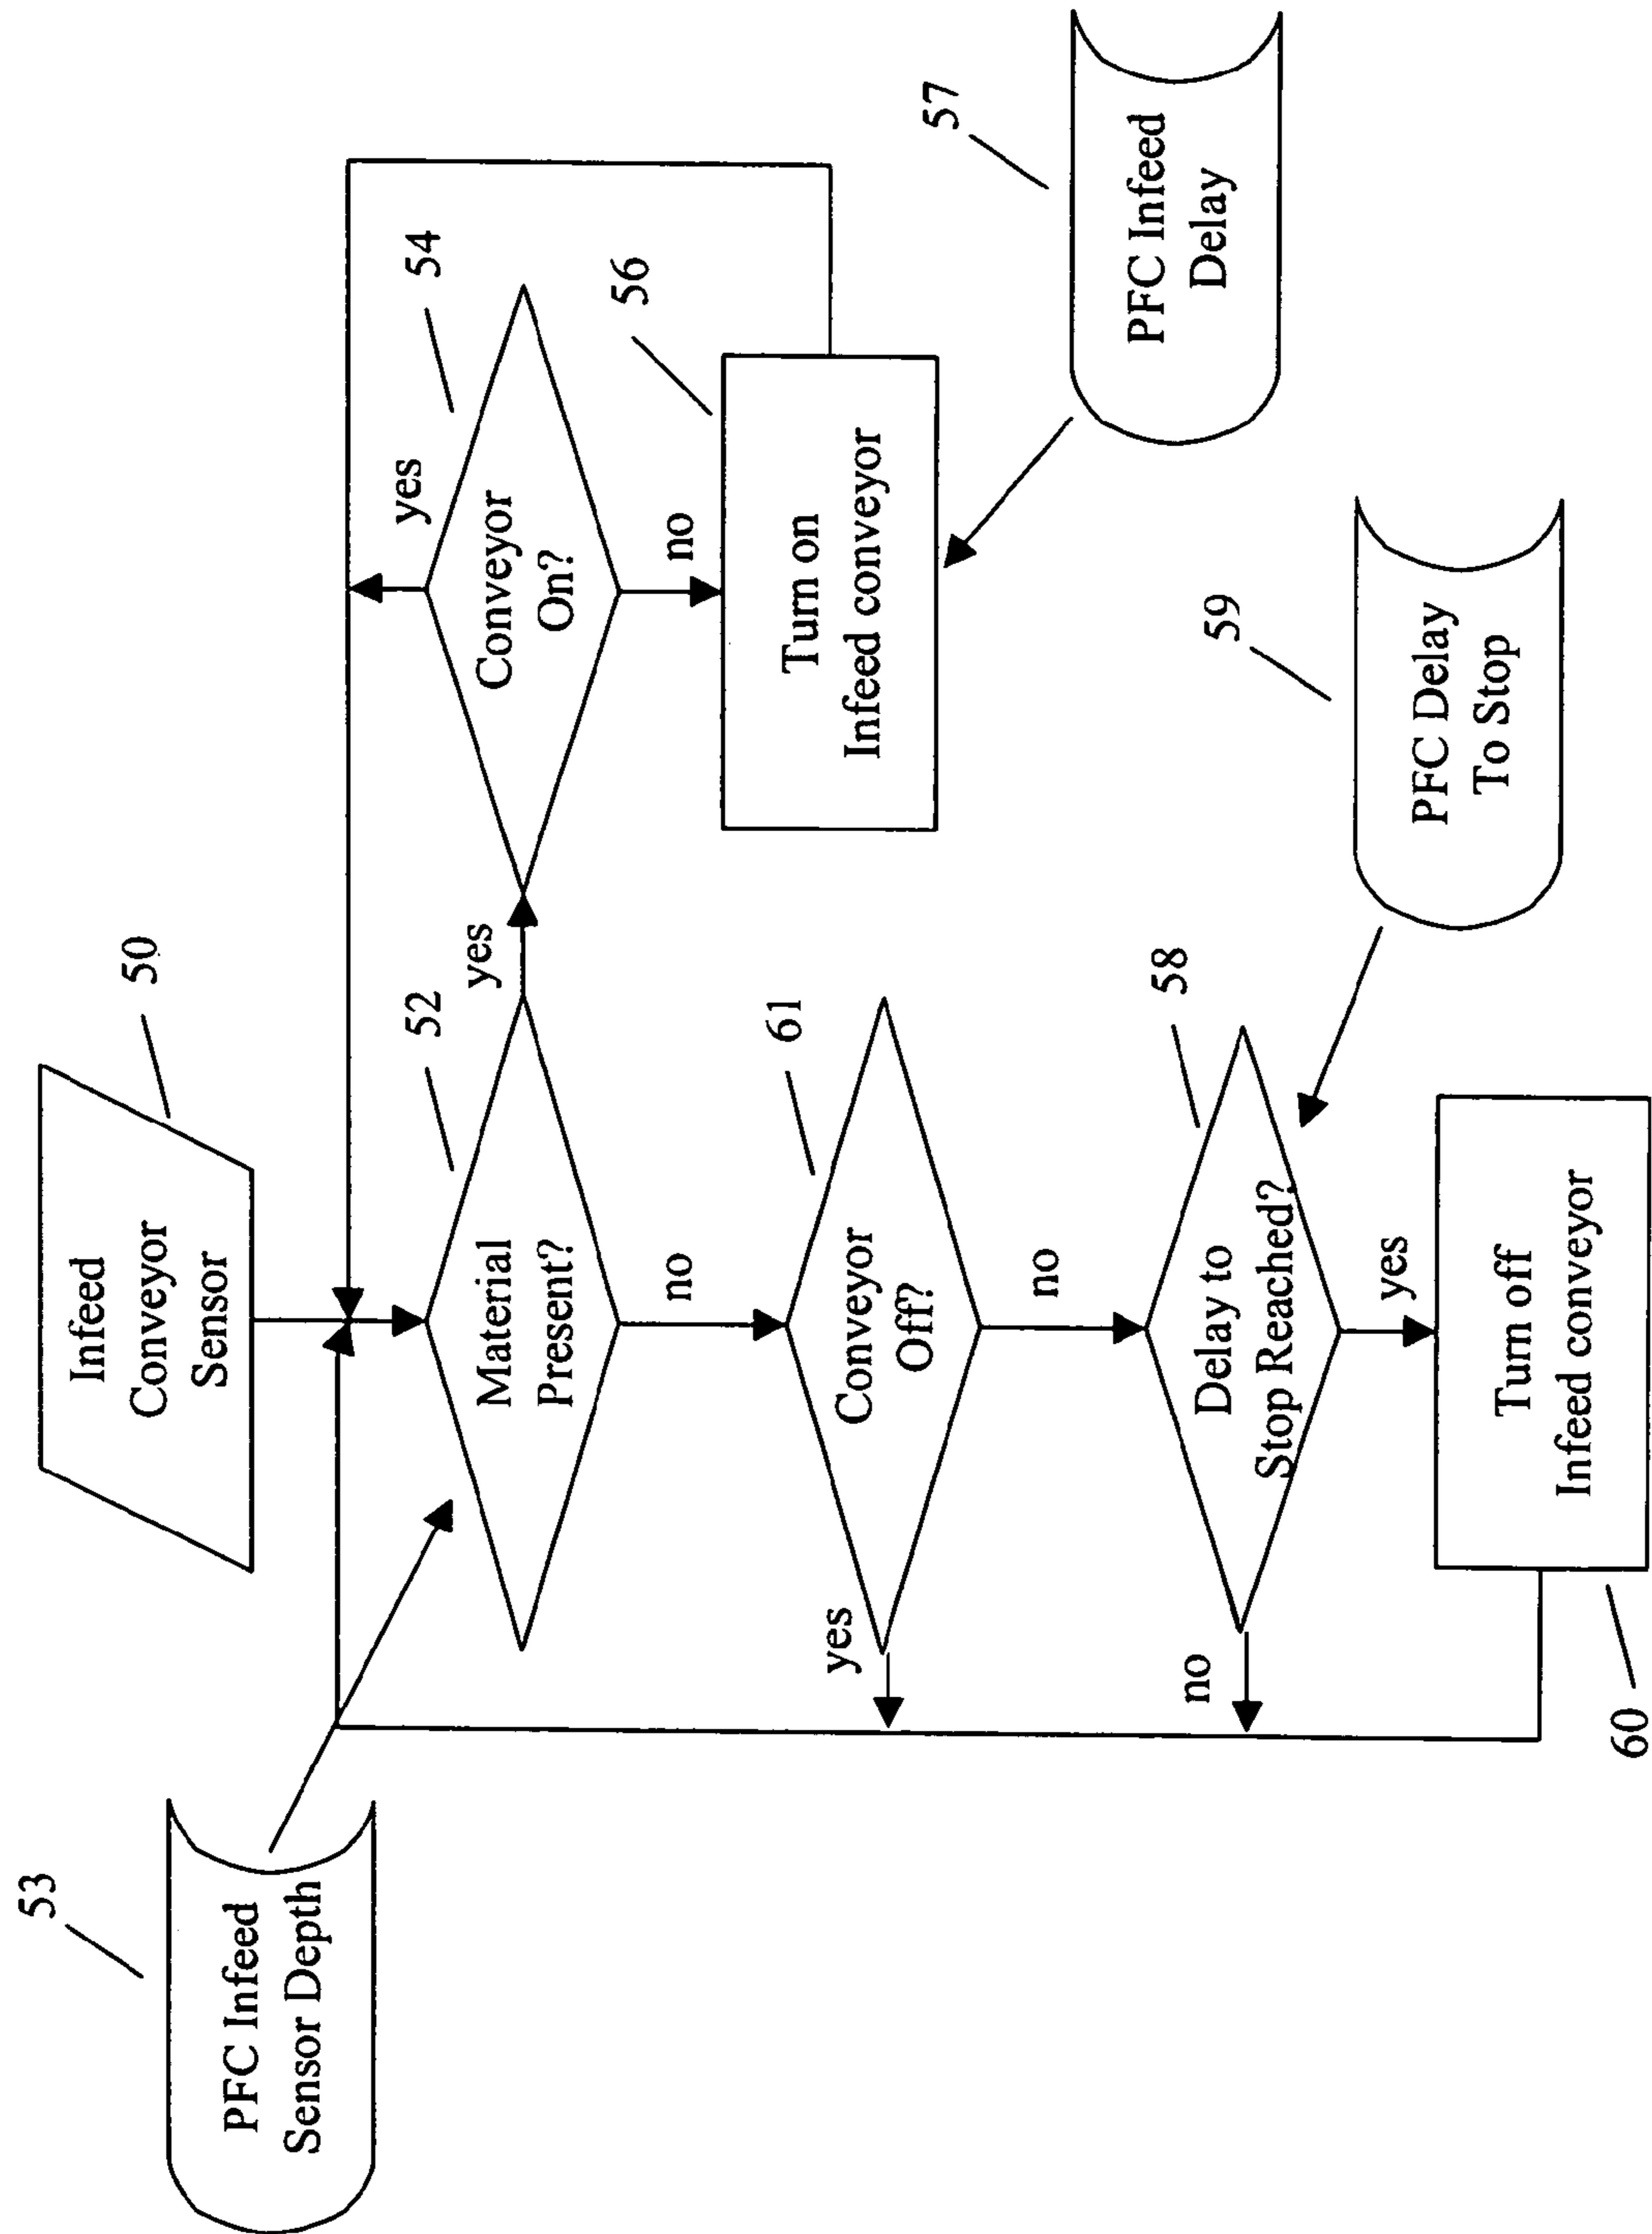 50
Infeed
Conveyor
Sensor
53
PFC Infeed
Sensor Depth
52
Material
Present?
yes
no
54
Conveyor
On?
yes
no
56
Turn on
Infeed conveyor
57
PFC Infeed
Delay
61
Conveyor
Off?
yes
no
58
Delay to
Stop Reached?
no
yes
59
PFC Delay
To Stop
Turn off
Infeed conveyor
60